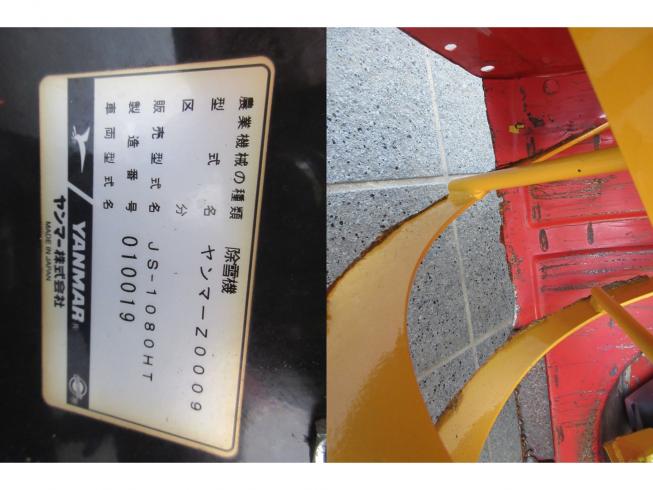 農業機械の種類 除雪機
型式名 ヤンマーZ0009
区分
販売型式名 JS-1080HT
製造番号 010019
車両型式名
YANMAR®
ヤンマー株式会社
MADE IN JAPAN